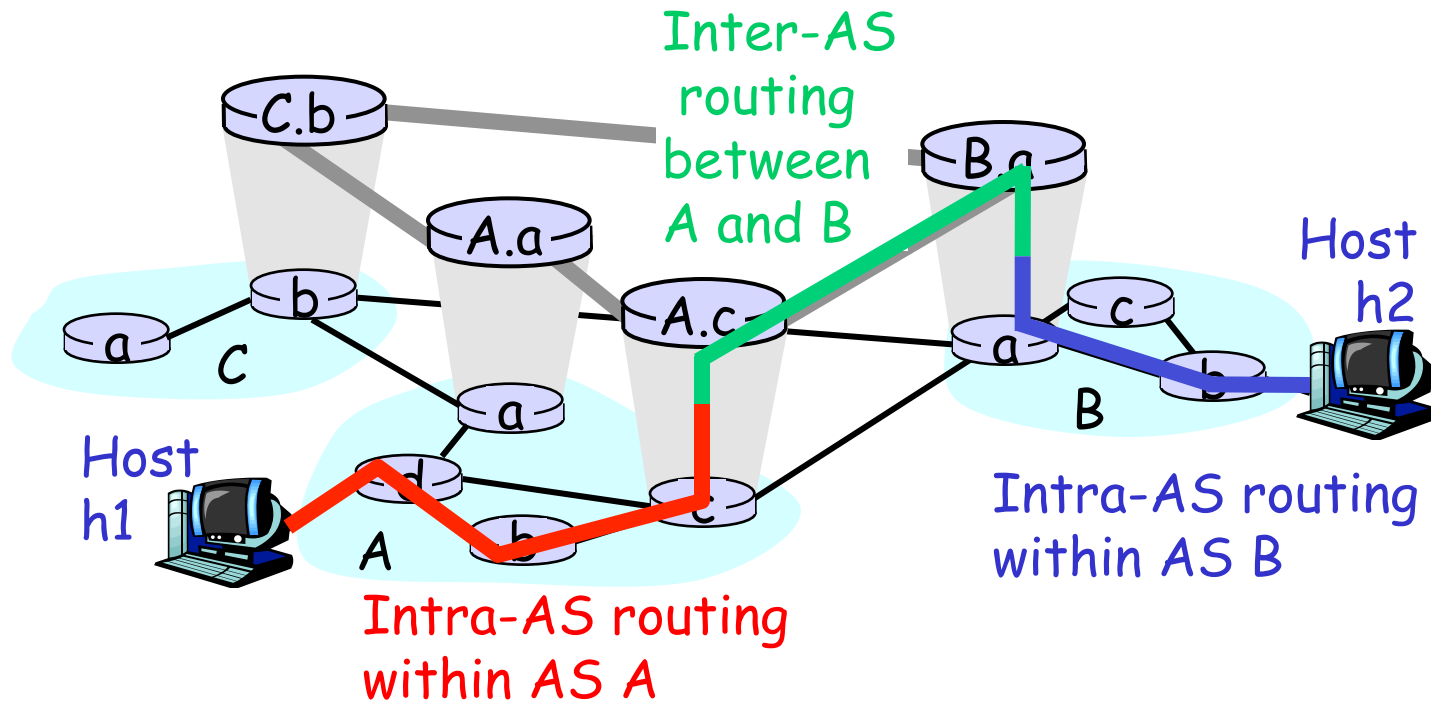 Inter-AS
routing
between
A and B
C.b
B.a
A.a
Host
h2
A.c
b
c
a
a
C
b
B
a
Host
h1
d
c
b
A
Intra-AS routing
within AS B
Intra-AS routing
within AS A